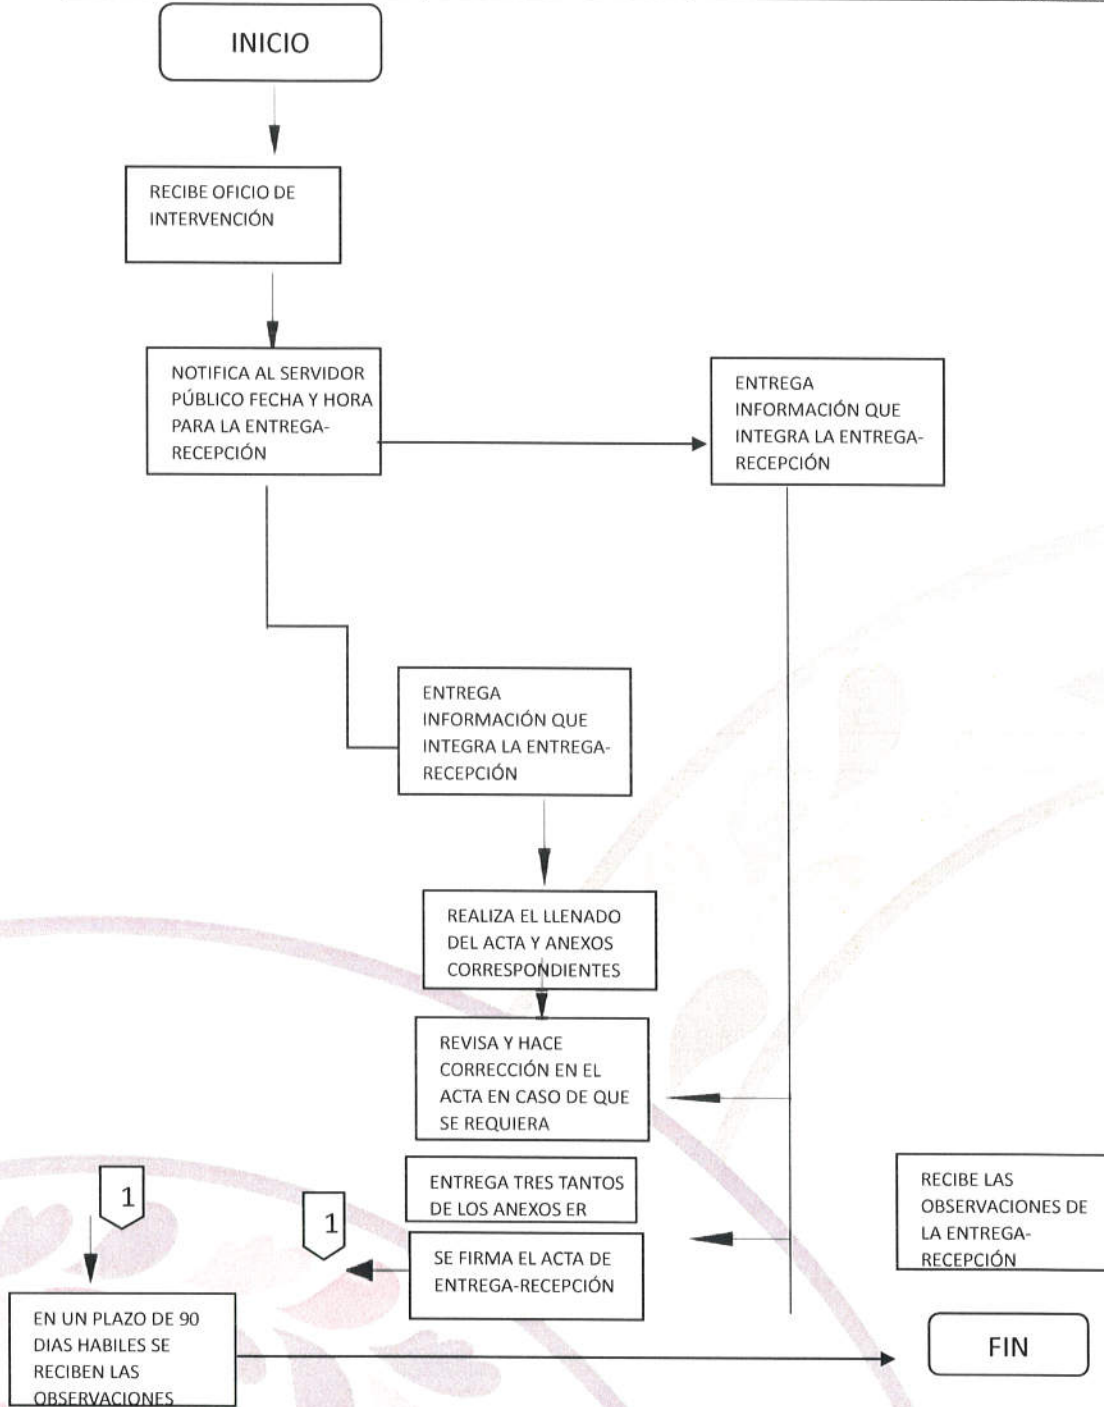 INICIO
RECIBE OFICIO DE
INTERVENCIÓN
NOTIFICA AL SERVIDOR
PÚBLICO FECHA Y HORA
PARA LA ENTREGA-
RECEPCIÓN
ENTREGA
INFORMACIÓN QUE
INTEGRA LA ENTREGA-
RECEPCIÓN
ENTREGA
INFORMACIÓN QUE
INTEGRA LA ENTREGA-
RECEPCIÓN
REALIZA EL LLENADO
DEL ACTA Y ANEXOS
CORRESPONDIENTES
REVISA Y HACE
CORRECCIÓN EN EL
ACTA EN CASO DE QUE
SE REQUIERA
ENTREGA TRES TANTOS
DE LOS ANEXOS ER
SE FIRMA EL ACTA DE
ENTREGA-RECEPCIÓN
1
1
EN UN PLAZO DE 90
DIAS HABILES SE
RECIBEN LAS
OBSERVACIONES
RECIBE LAS
OBSERVACIONES DE
LA ENTREGA-
RECEPCIÓN
FIN